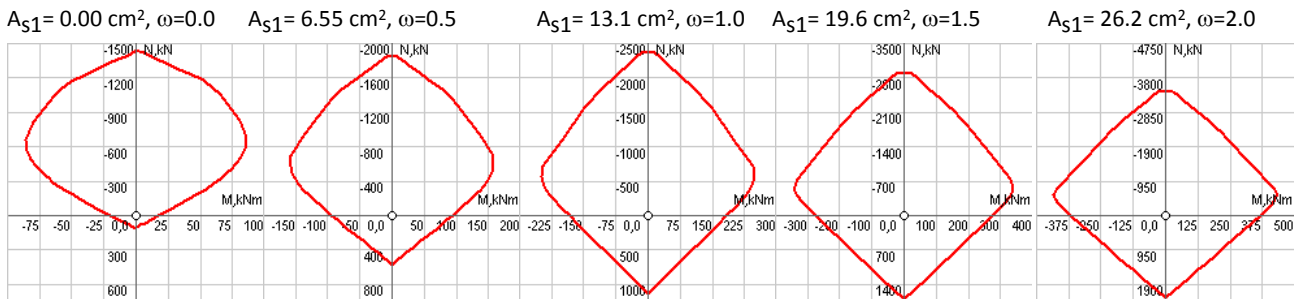 As1= 0.00 cm², ω=0.0 As1= 6.55 cm², ω=0.5 As1= 13.1 cm², ω=1.0 As1= 19.6 cm², ω=1.5 As1= 26.2 cm², ω=2.0
-1500 N,kN -2000 N,kN -2500 N,kN -3500 N,kN -4750 N,kN
-1200 -1600 -2000 -2800 -3800
-900 -1200 -1500 -2100 -2850
-600 -800 -1000 -1400 -1900
-300 -400 -500 -700 -950
M,kNm M,kNm M,kNm M,kNm M,kNm
-75 -50 -25 0,0 25 50 75 100 -150 -100 -50 0,0 50 100 150 200 -225 -150 -75 0,0 75 150 225 300 -300 -200 -100 0,0 100 200 300 400 -375 -250 -125 0,0 125 250 375 500
300 400 500 700 950
600 800 1000 1400 1900